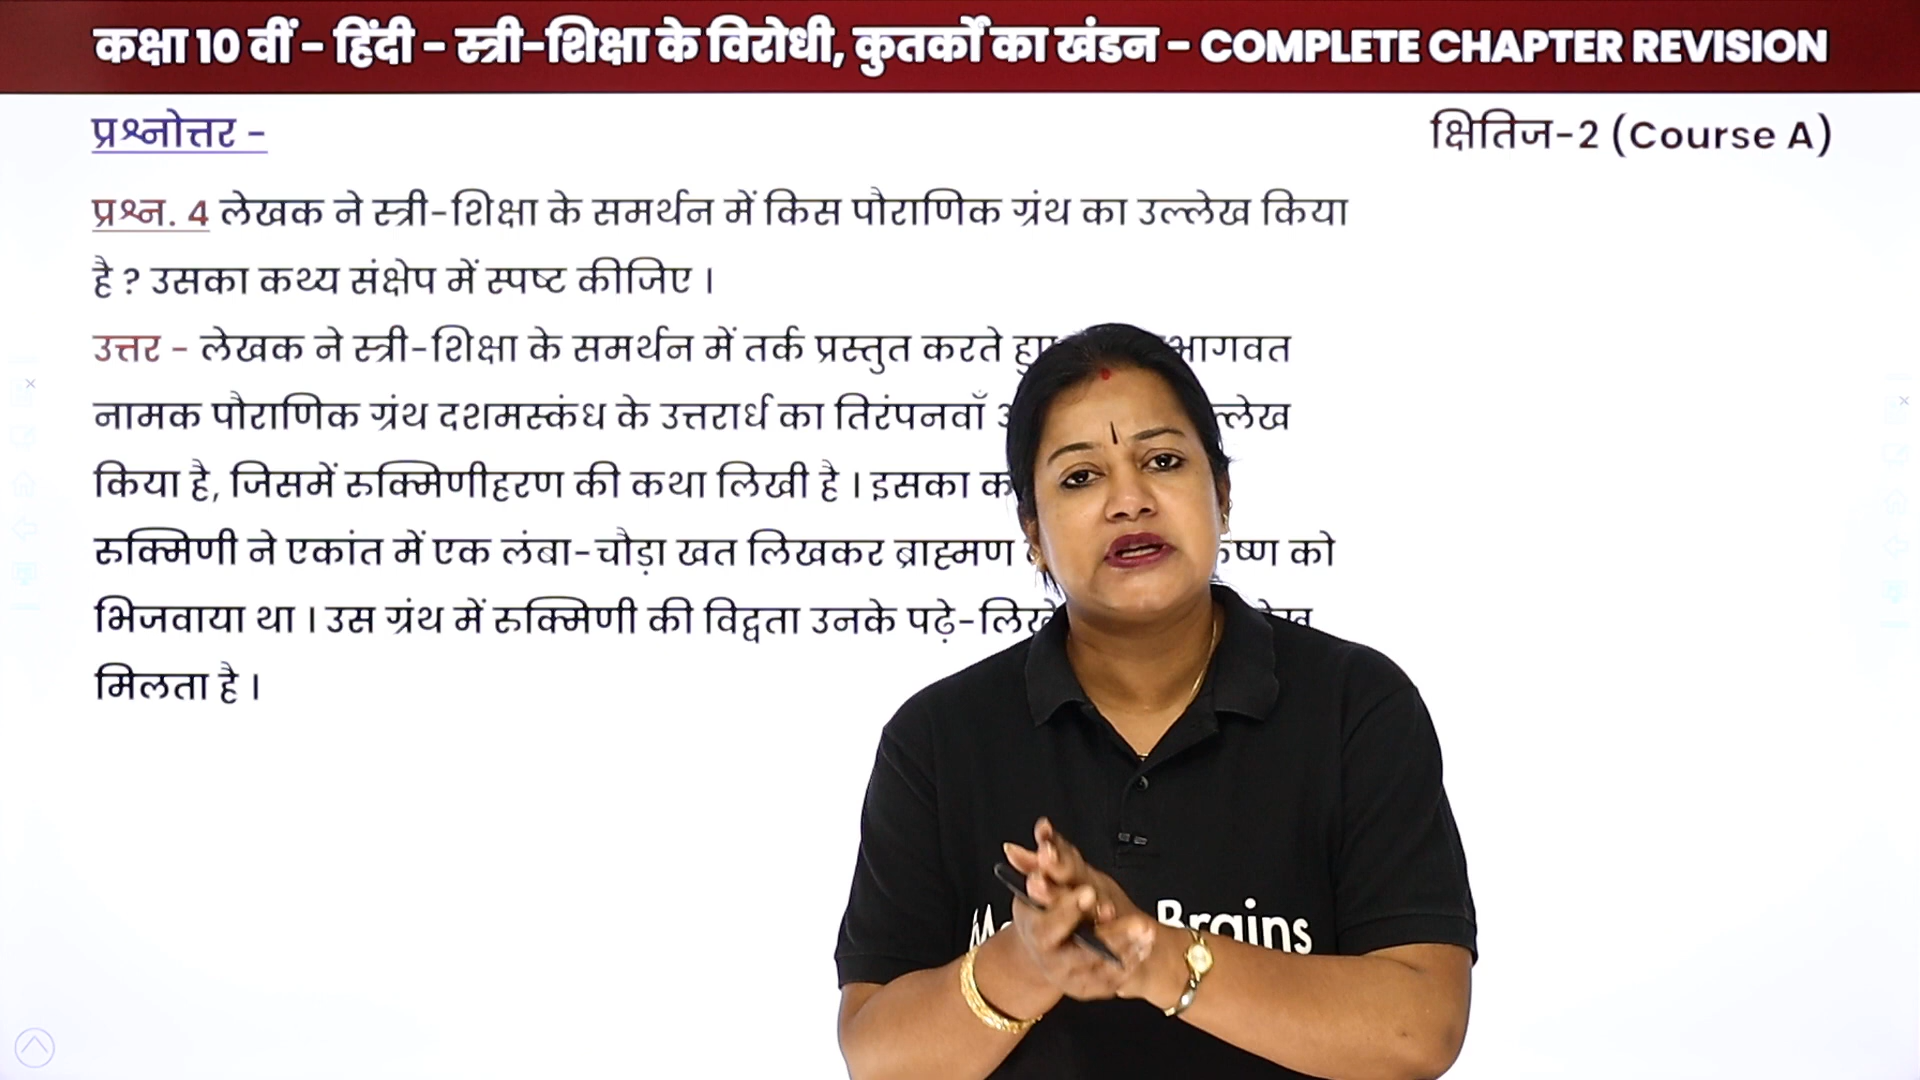 कक्षा 10 वीं – हिंदी – स्त्री-शिक्षा के विरोधी, कुतर्कों का खंडन – COMPLETE CHAPTER REVISION
प्रश्नोत्तर –
क्षितिज-2 (Course A)
प्रश्न. 4 लेखक ने स्त्री-शिक्षा के समर्थन में किस पौराणिक ग्रंथ का उल्लेख किया
है ? उसका कथ्य संक्षेप में स्पष्ट कीजिए ।
उत्तर – लेखक ने स्त्री-शिक्षा के समर्थन में तर्क प्रस्तुत करते
नामक पौराणिक ग्रंथ दशमस्कंध के उत्तरार्ध का तिरंपनवाँ
किया है, जिसमें रुक्मिणीहरण की कथा लिखी है । इसका
रुक्मिणी ने एकांत में एक लंबा-चौड़ा खत लिखकर ब्राह्मण को
भिजवाया था । उस ग्रंथ में रुक्मिणी की विद्वता उनके
मिलता है ।
Brains